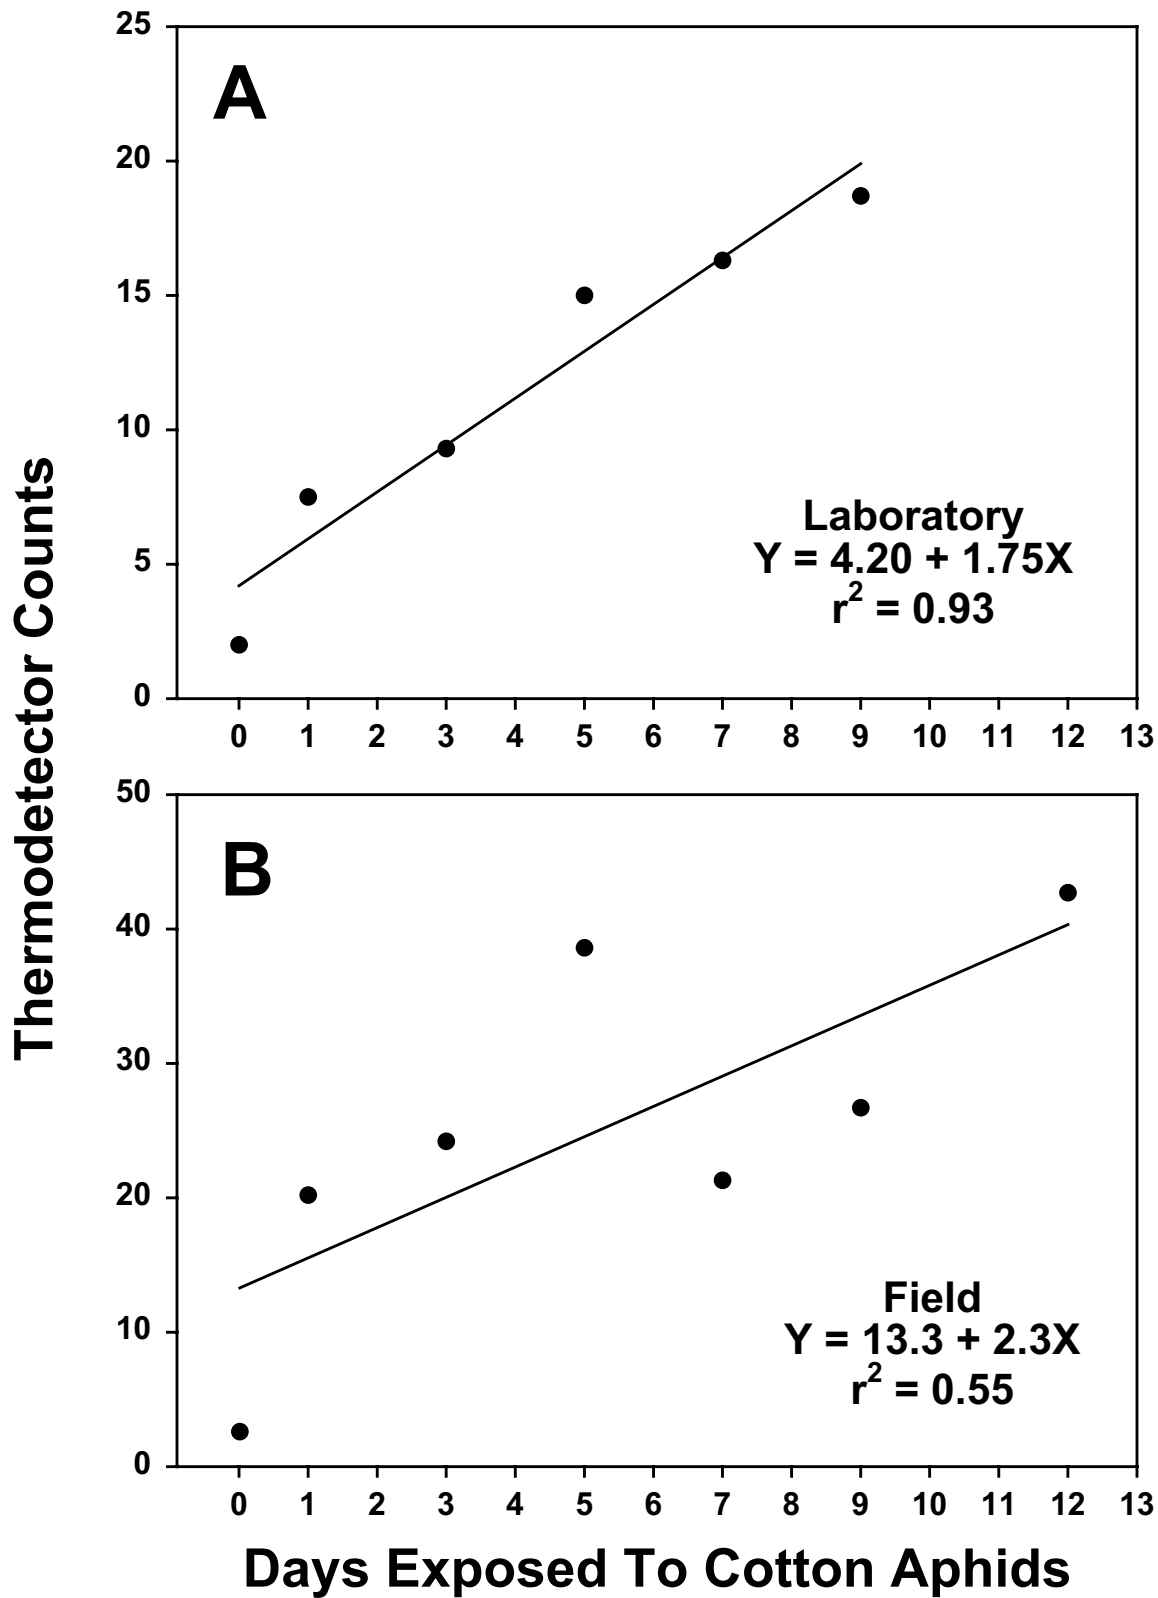 Thermodetector Counts
25
20
15
10
5
0
A
Laboratory
Y = 4.20 + 1.75X
r² = 0.93
0 1 2 3 4 5 6 7 8 9 10 11 12 13
50
40
30
20
10
0
B
Field
Y = 13.3 + 2.3X
r² = 0.55
0 1 2 3 4 5 6 7 8 9 10 11 12 13
Days Exposed To Cotton Aphids